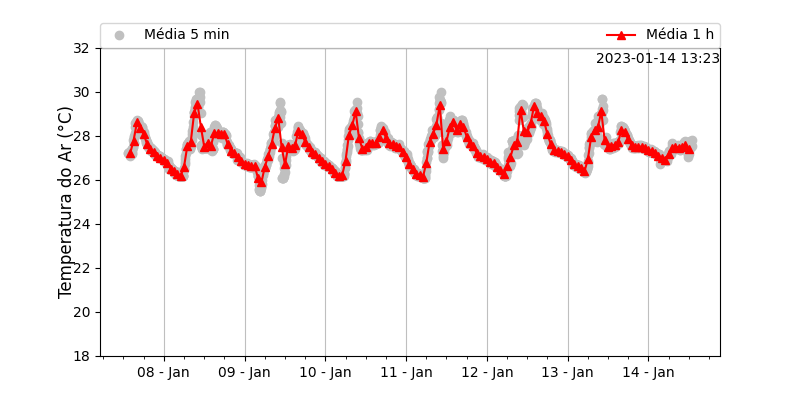 Média 5 min
Média 1 h
2023-01-14 13:23
Temperatura do Ar (°C)
32
30
28
26
24
22
20
18
08 - Jan
09 - Jan
10 - Jan
11 - Jan
12 - Jan
13 - Jan
14 - Jan